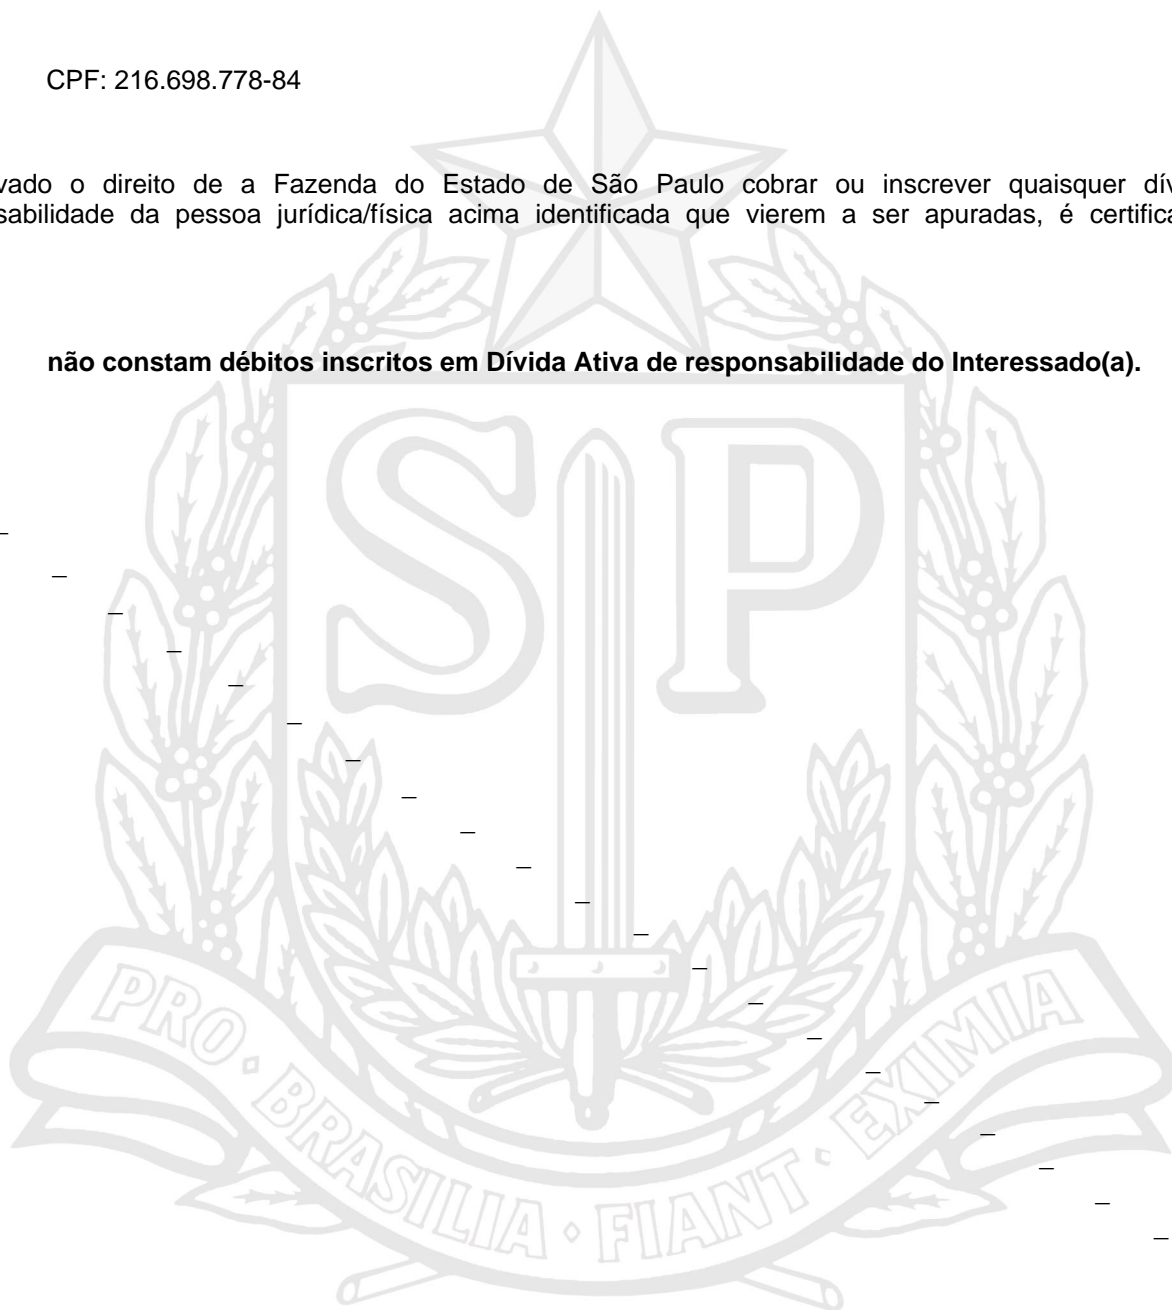 CPF: 216.698.778-84
vado o direito de a Fazenda do Estado de São Paulo cobrar ou inscrever quaisquer dív
sabilidade da pessoa jurídica/física acima identificada que vierem a ser apuradas, é certifica
não constam débitos inscritos em Dívida Ativa de responsabilidade do Interessado(a).
SP
PRO · BRASILIA · FIANT · EXIMIA